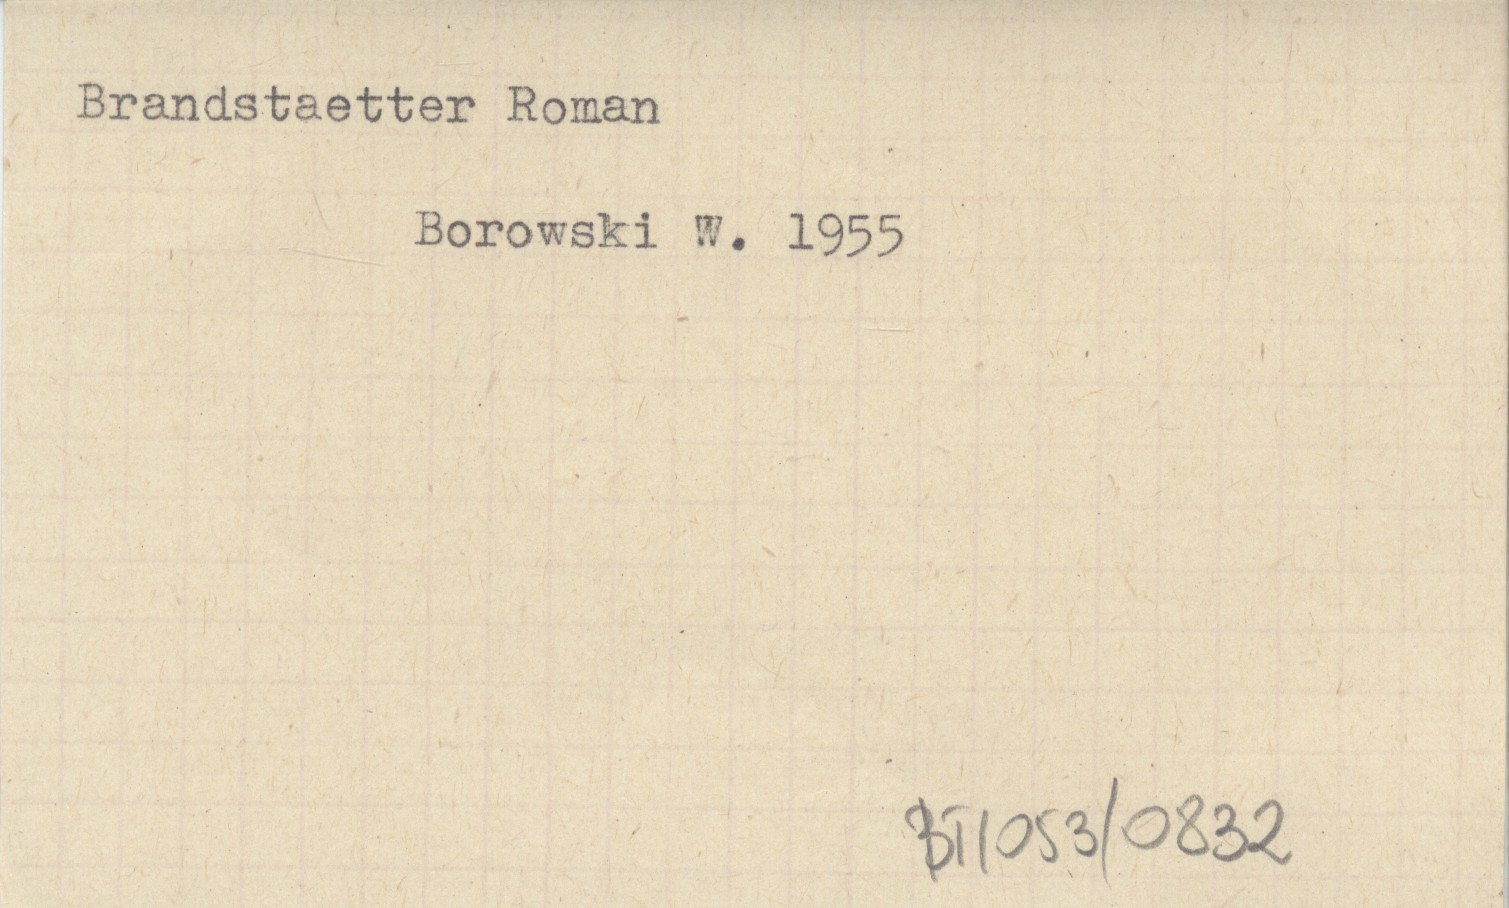 Brandstaetter Roman
Borowski W. 1955
BT1053/0832